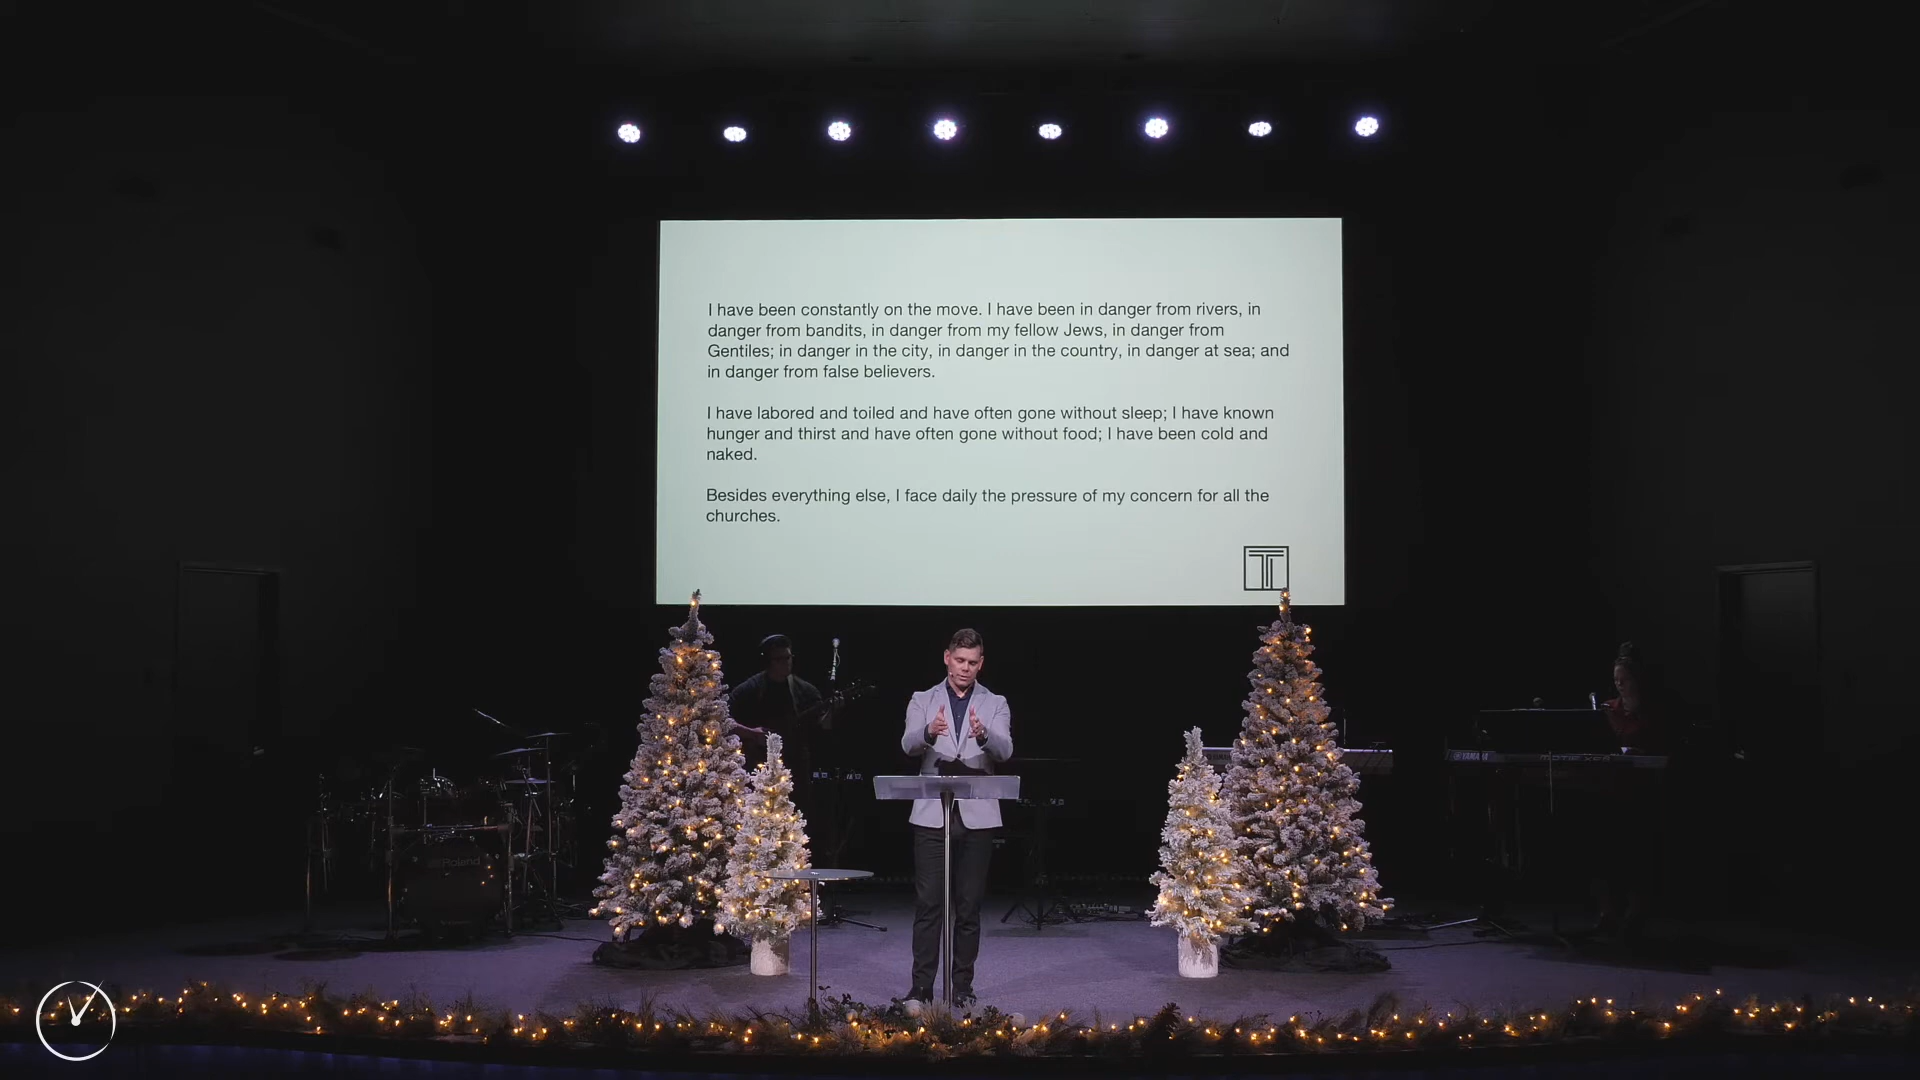 I have been constantly on the move. I have been in danger from rivers, in
danger from bandits, in danger from my fellow Jews, in danger from
Gentiles; in danger in the city, in danger in the country, in danger at sea; and
in danger from false believers.
I have labored and toiled and have often gone without sleep; I have known
hunger and thirst and have often gone without food; I have been cold and
naked.
Besides everything else, I face daily the pressure of my concern for all the
churches.
YAMAHA
Roland